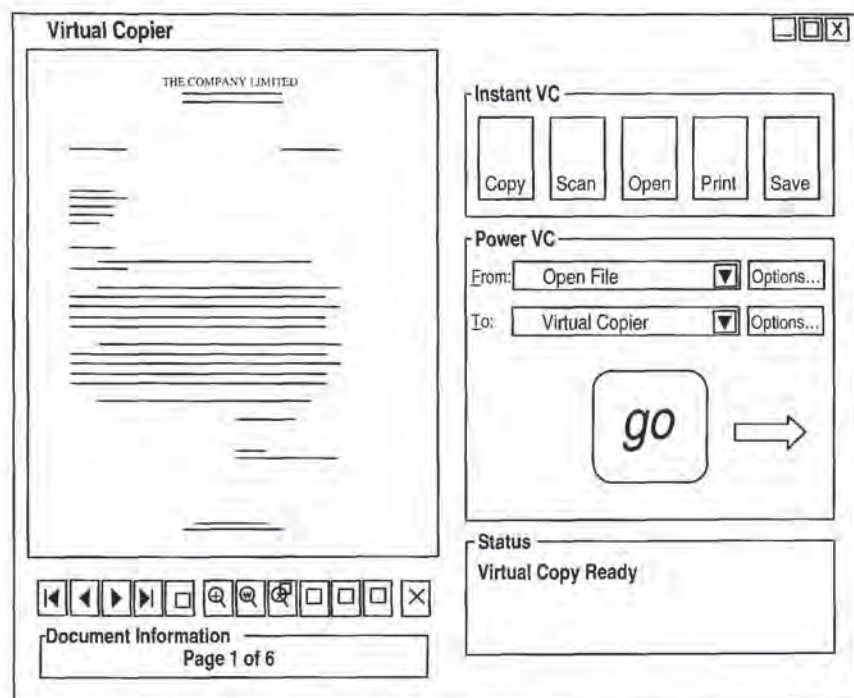 Virtual Copier
THE COMPANY LIMITED
Instant VC
Copy Scan Open Print Save
Power VC
From: Open File Options...
To: Virtual Copier Options...
go
Status
Virtual Copy Ready
Document Information
Page 1 of 6